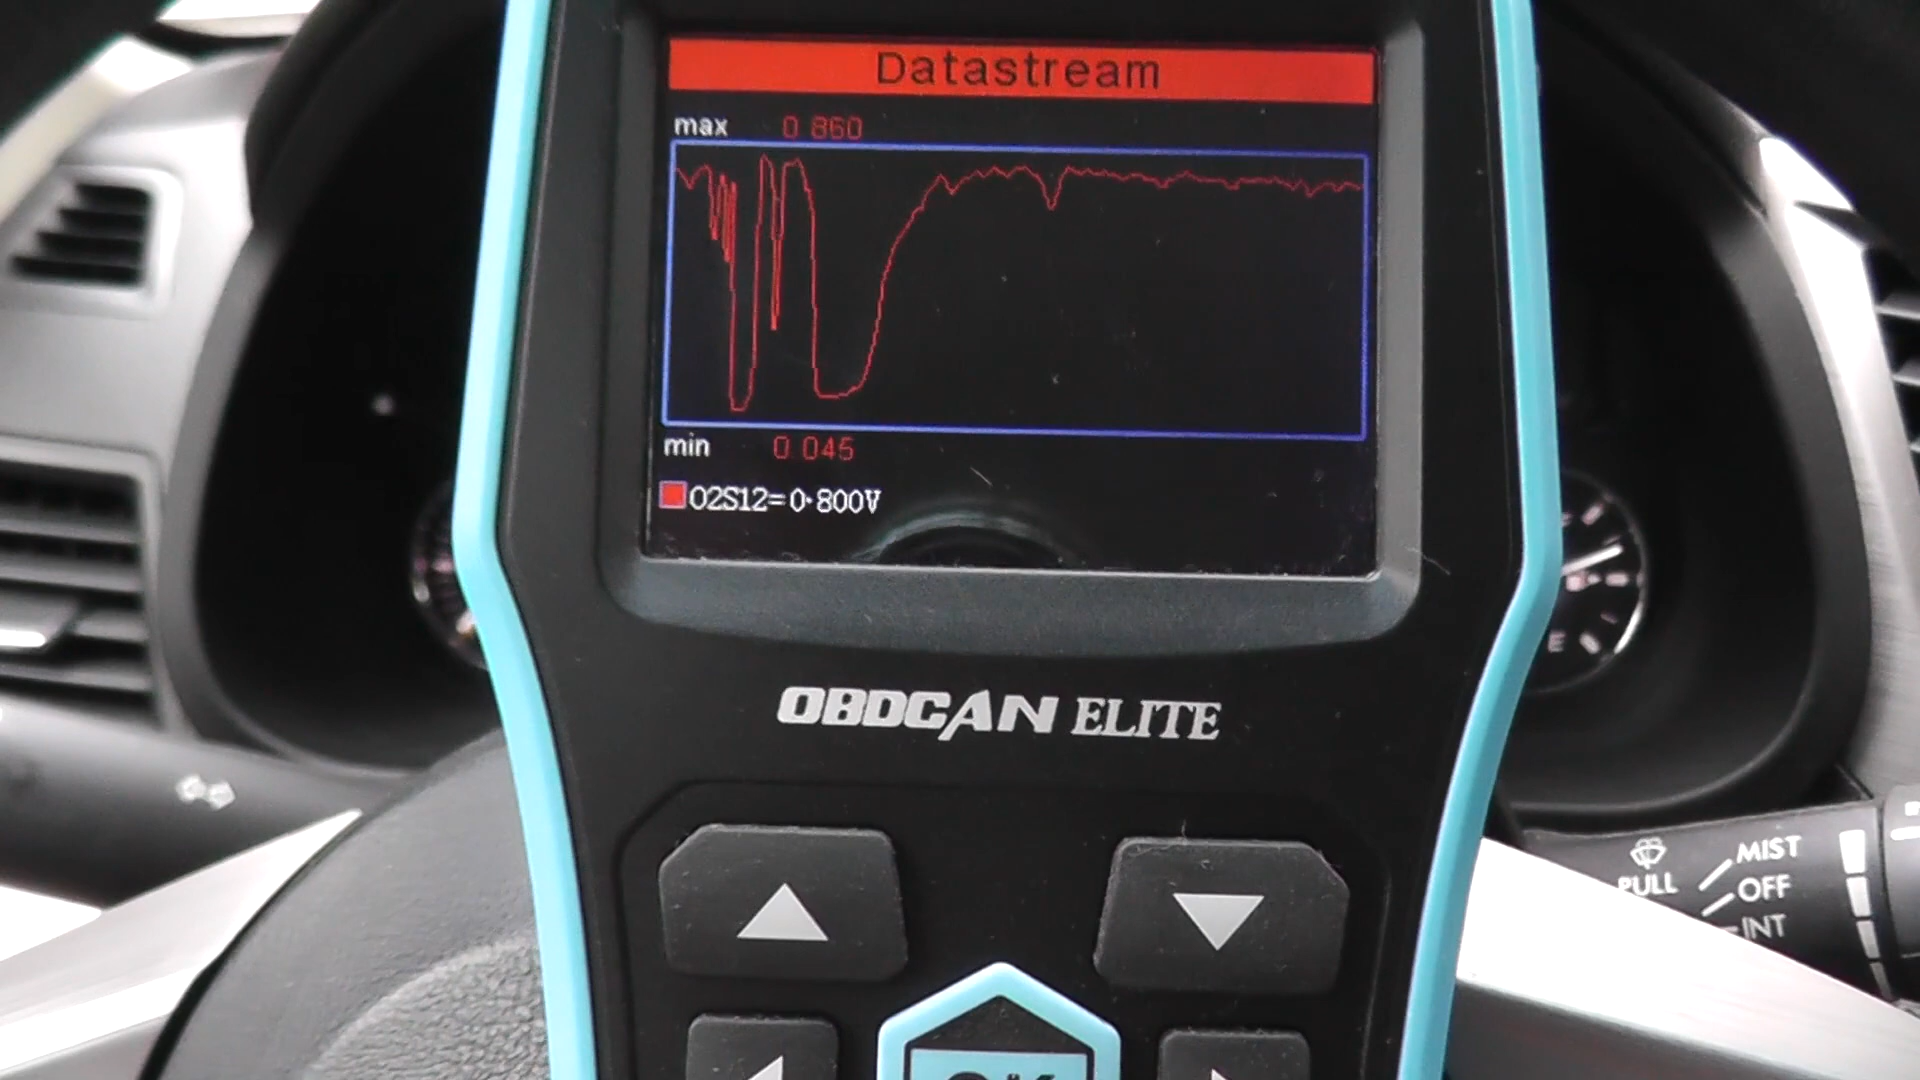 Datastream
max 0 860
min 0 045
O2S12=0.800V
OBDCAN ELITE
MIST
PULL
OFF
INT
E